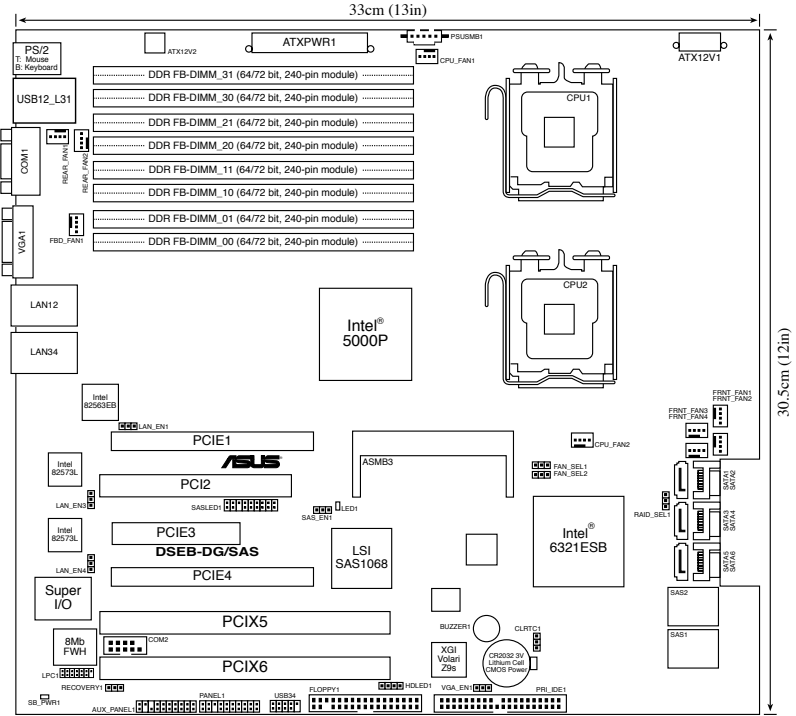 33cm (13in)
PS/2
T: Mouse
B: Keyboard
ATX12V2
ATXPWR1
PSUSMB1
CPU_FAN1
ATX12V1
USB12_L31
DDR FB-DIMM_31 (64/72 bit, 240-pin module)
DDR FB-DIMM_30 (64/72 bit, 240-pin module)
DDR FB-DIMM_21 (64/72 bit, 240-pin module)
DDR FB-DIMM_20 (64/72 bit, 240-pin module)
DDR FB-DIMM_11 (64/72 bit, 240-pin module)
DDR FB-DIMM_10 (64/72 bit, 240-pin module)
DDR FB-DIMM_01 (64/72 bit, 240-pin module)
DDR FB-DIMM_00 (64/72 bit, 240-pin module)
CPU1
COM1
REAR_FAN1
REAR_FAN2
VGA1
FBD_FAN1
CPU2
LAN12
LAN34
Intel®
5000P
30.5cm (12in)
Intel
82563EB
LAN_EN1
PCIE1
ASUS
ASMB3
CPU_FAN2
FRNT_FAN1
FRNT_FAN2
FRNT_FAN3
FRNT_FAN4
Intel
82573L
LAN_EN3
PCI2
SASLED1
SAS_EN1
LED1
FAN_SEL1
FAN_SEL2
RAID_SEL1
SATA1
SATA2
SATA3
SATA4
SATA5
SATA6
Intel
82573L
LAN_EN4
PCIE3
DSEB-DG/SAS
PCIE4
LSI
SAS1068
Intel®
6321ESB
Super
I/O
PCIX5
BUZZER1
CLRTC1
SAS2
SAS1
8Mb
FWH
COM2
PCIX6
XGI
Volari
Z9s
CR2032 3V
Lithium Cell
CMOS Power
LPC1
RECOVERY1
HDLED1
VGA_EN1
SB_PWR1
AUX_PANEL1
PANEL1
USB34
FLOPPY1
PRI_IDE1